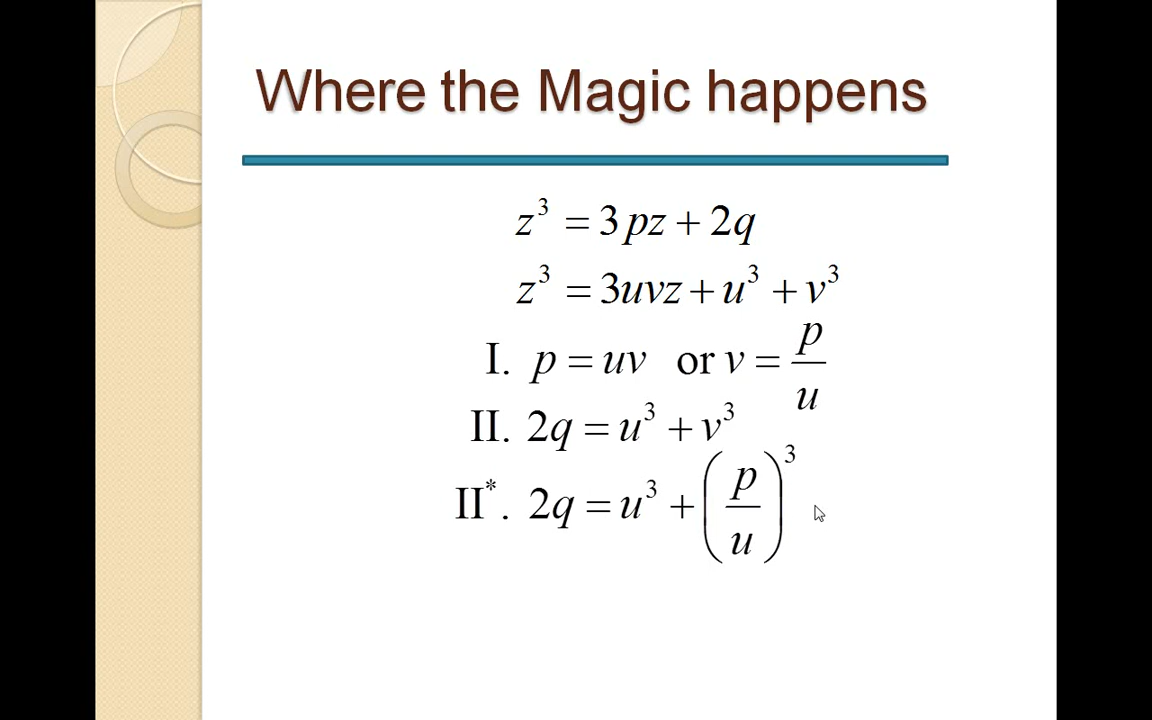 Where the Magic happens
z³ = 3pz + 2q
z³ = 3uvz + u³ + v³
I. p = uv or v = p/u
II. 2q = u³ + v³
II*. 2q = u³ + (p/u)³